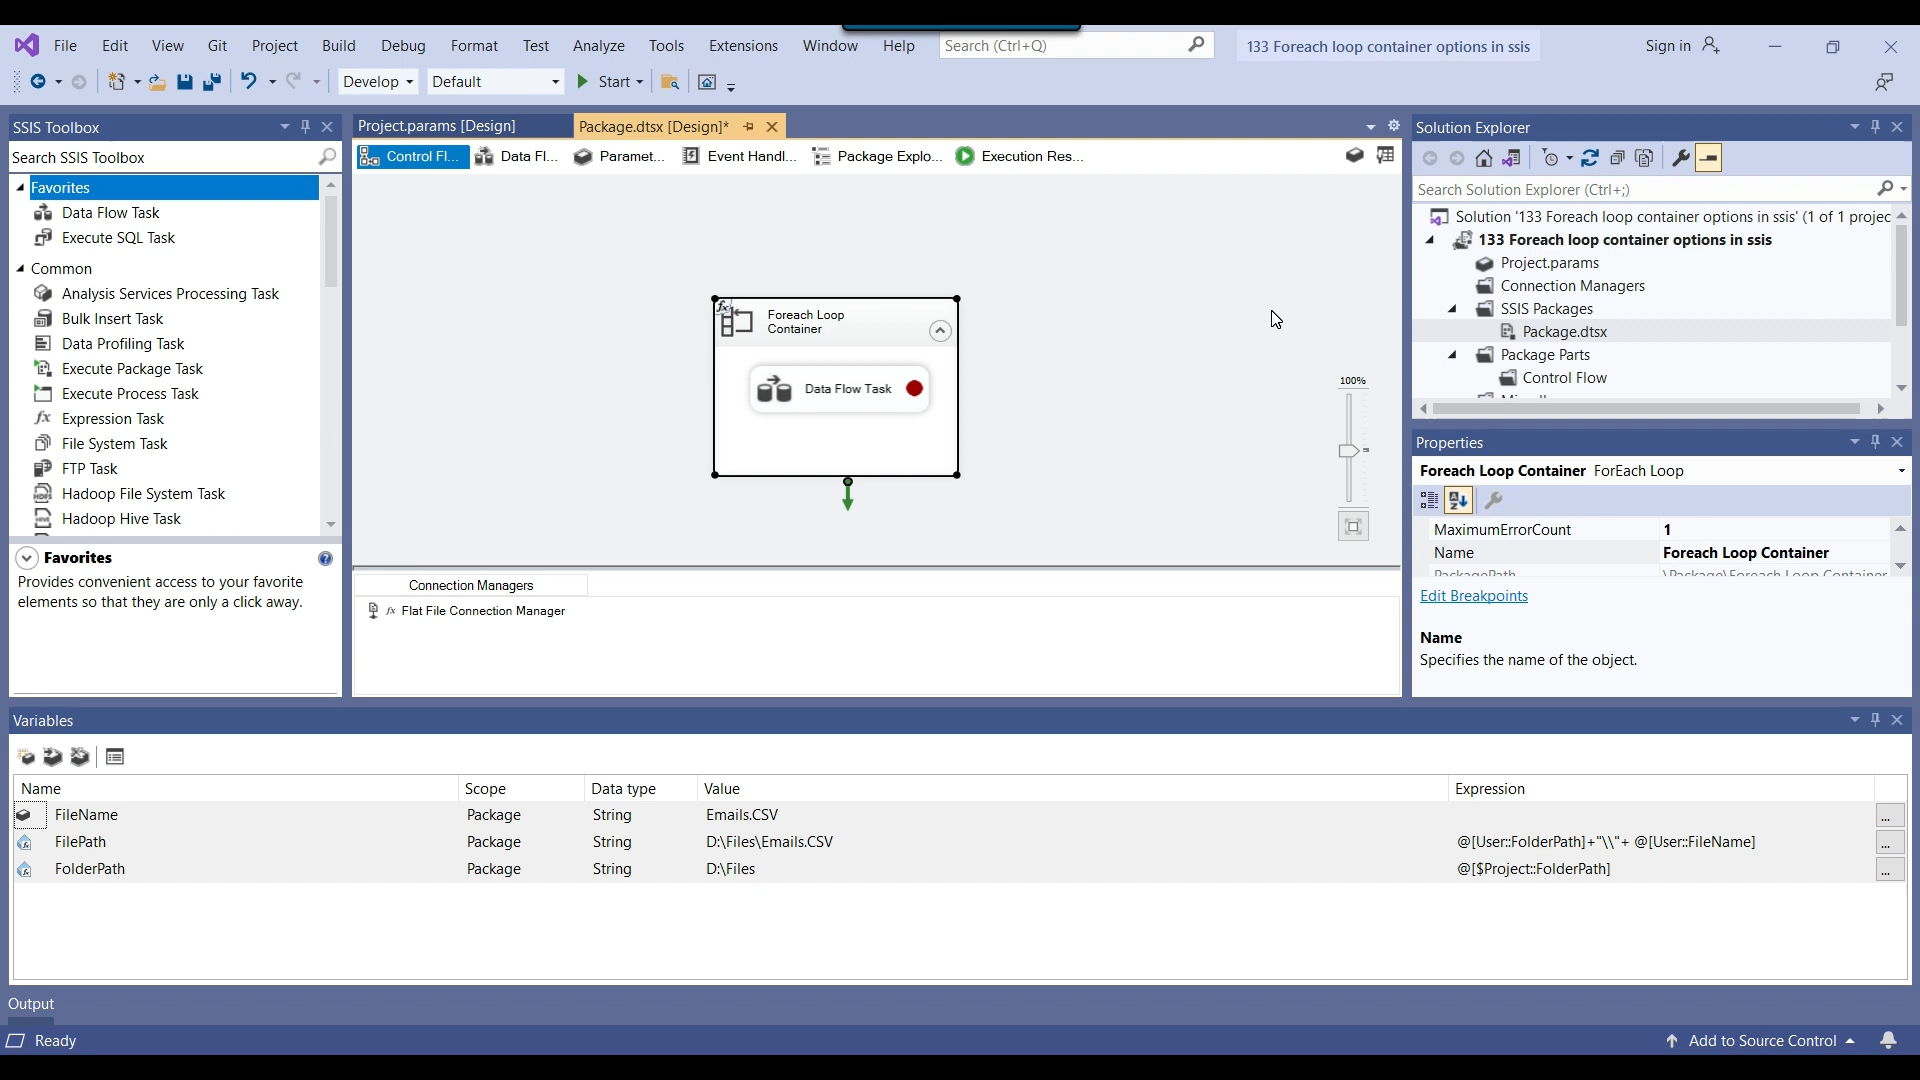 File Edit View Git Project Build Debug Format Test Analyze Tools Extensions Window Help Search (Ctrl+Q) 133 Foreach loop container options in ssis Sign in
Develop Default Start
SSIS Toolbox
Search SSIS Toolbox
Favorites
Data Flow Task
Execute SQL Task
Common
Analysis Services Processing Task
Bulk Insert Task
Data Profiling Task
Execute Package Task
Execute Process Task
Expression Task
File System Task
FTP Task
Hadoop File System Task
Hadoop Hive Task
Favorites
Provides convenient access to your favorite
elements so that they are only a click away.
Project.params [Design] Package.dtsx [Design]*
Control Fl... Data Fl... Paramet... Event Handl... Package Explo... Execution Res...
Foreach Loop
Container
Data Flow Task
100%
Connection Managers
fx Flat File Connection Manager
Solution Explorer
Search Solution Explorer (Ctrl+;)
Solution '133 Foreach loop container options in ssis' (1 of 1 projec
133 Foreach loop container options in ssis
Project.params
Connection Managers
SSIS Packages
Package.dtsx
Package Parts
Control Flow
Properties
Foreach Loop Container ForEach Loop
MaximumErrorCount 1
Name Foreach Loop Container
PackagePath \Package\Foreach Loop Container
Edit Breakpoints
Name
Specifies the name of the object.
Variables
Name Scope Data type Value Expression
FileName Package String Emails.CSV ...
FilePath Package String D:\Files\Emails.CSV @[User::FolderPath]+"\\"+ @[User::FileName] ...
FolderPath Package String D:\Files @[$Project::FolderPath] ...
Output
Ready Add to Source Control